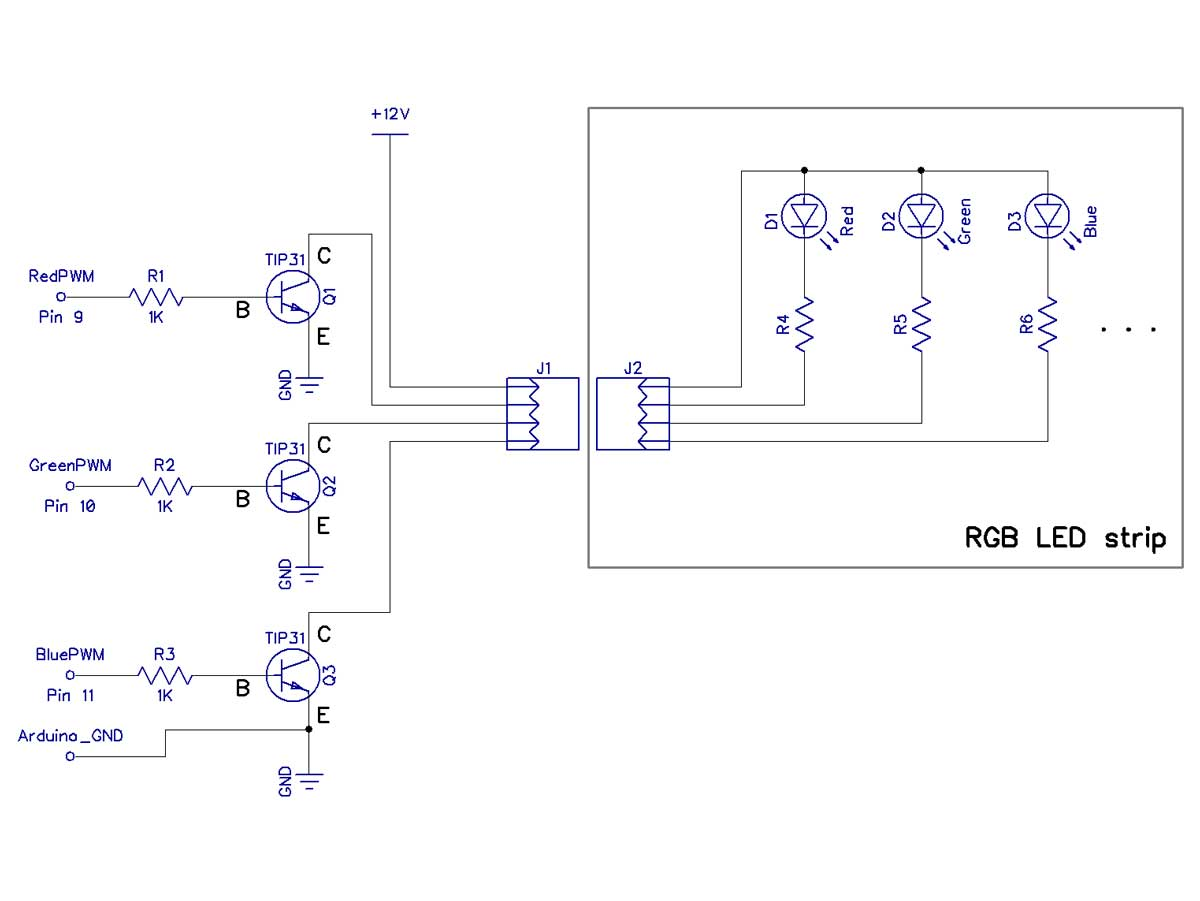 +12V
TIP31
C
RedPWM
R1
B
Q1
Pin 9
1K
E
GND
J1
J2
D1
Red
D2
Green
D3
Blue
R4
R5
R6
. . .
TIP31
C
GreenPWM
R2
B
Q2
Pin 10
1K
E
GND
RGB LED strip
TIP31
C
BluePWM
R3
B
Q3
Pin 11
1K
E
Arduino_GND
GND